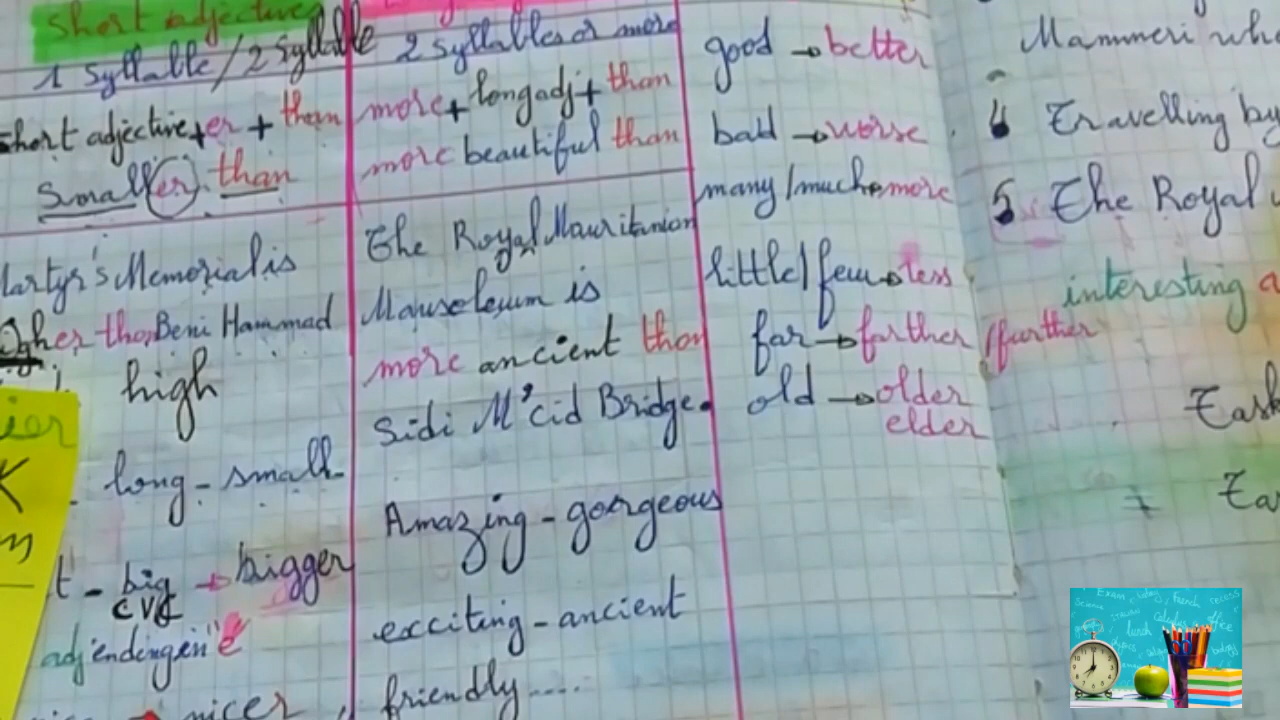 short adjectives
1 syllable/2 syllable
short adjective+er + than
Smaller than
Martyr's Memorial is
higher than Beni Hammad
high
long - small
t - big → bigger
CVC
adj ending in "e"
nicer
2 syllables or more
more+long adj+ than
more beautiful than
The Royal Mauritanian
Mausoleum is
more ancient than
Sidi M'Cid Bridge.
Amazing - gorgeous
exciting - ancient
friendly....
good → better
bad → worse
many/much → more
little/few → less
far → farther /further
old → older
elder
Mammeri
4 Travelling by
5 The Royal
interesting a
Task